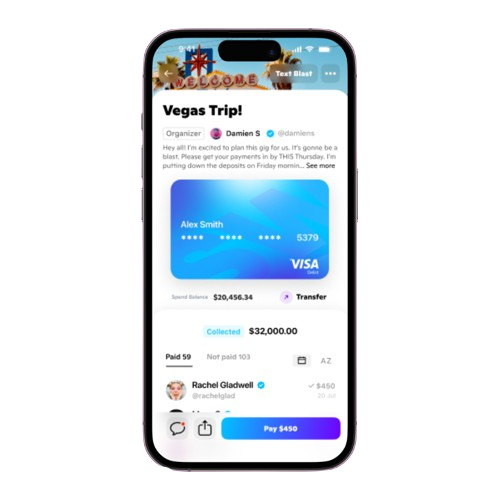 9:41
WELCOME
Text Blast
Vegas Trip!
Organizer Damien S @damiens
Hey all! I'm excited to plan this gig for us. It's gonne be a
blast. Please get your payments in by THIS Thursday. I'm
putting down the deposits on Friday mornin... See more
Alex Smith
**** **** **** 5379
VISA
Debit
Spend Balance $20,456.34 Transfer
Collected $32,000.00
Paid 59 Not paid 103 AZ
Rachel Gladwell $450
@rachelglad
Pay $450